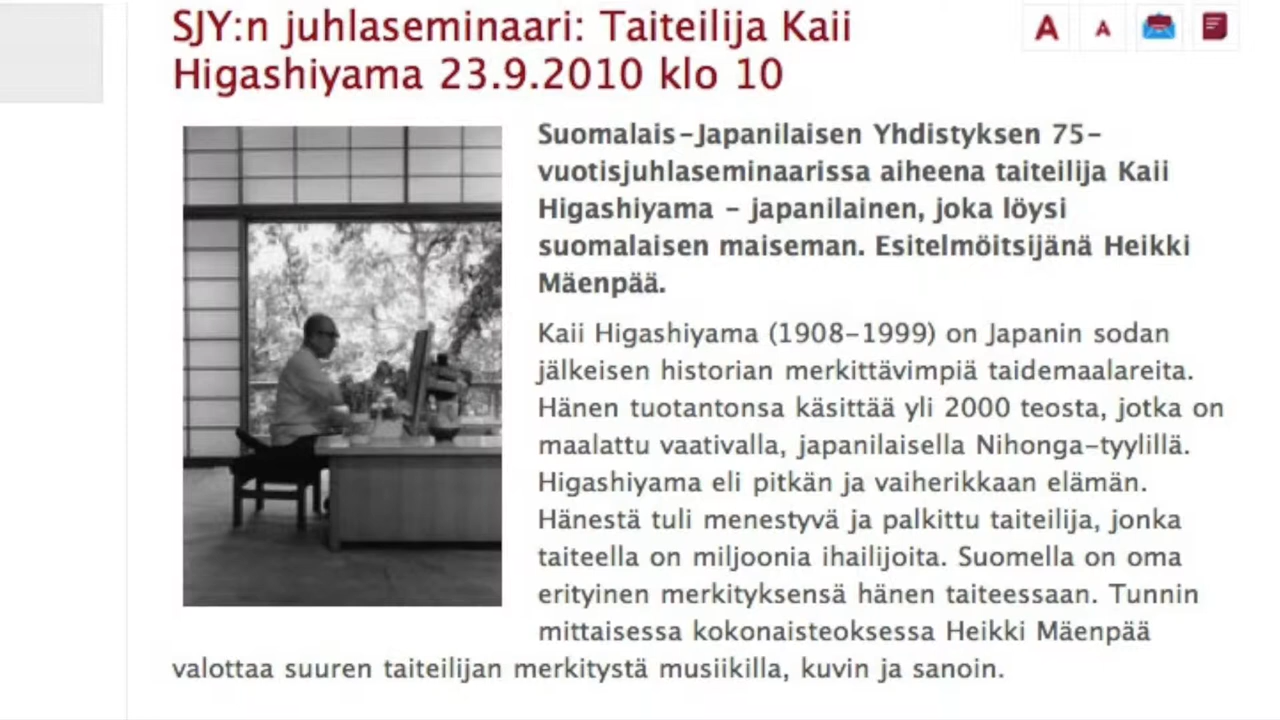 SJY:n juhlaseminaari: Taiteilija Kaii
Higashiyama 23.9.2010 klo 10
A A
Suomalais-Japanilaisen Yhdistyksen 75-
vuotisjuhlaseminaarissa aiheena taiteilija Kaii
Higashiyama - japanilainen, joka löysi
suomalaisen maiseman. Esitelmöitsijänä Heikki
Mäenpää.
Kaii Higashiyama (1908-1999) on Japanin sodan
jälkeisen historian merkittävimpiä taidemaalareita.
Hänen tuotantonsa käsittää yli 2000 teosta, jotka on
maalattu vaativalla, japanilaisella Nihonga-tyylillä.
Higashiyama eli pitkän ja vaiherikkaan elämän.
Hänestä tuli menestyvä ja palkittu taiteilija, jonka
taiteella on miljoonia ihailijoita. Suomella on oma
erityinen merkityksensä hänen taiteessaan. Tunnin
mittaisessa kokonaisteoksessa Heikki Mäenpää
valottaa suuren taiteilijan merkitystä musiikilla, kuvin ja sanoin.